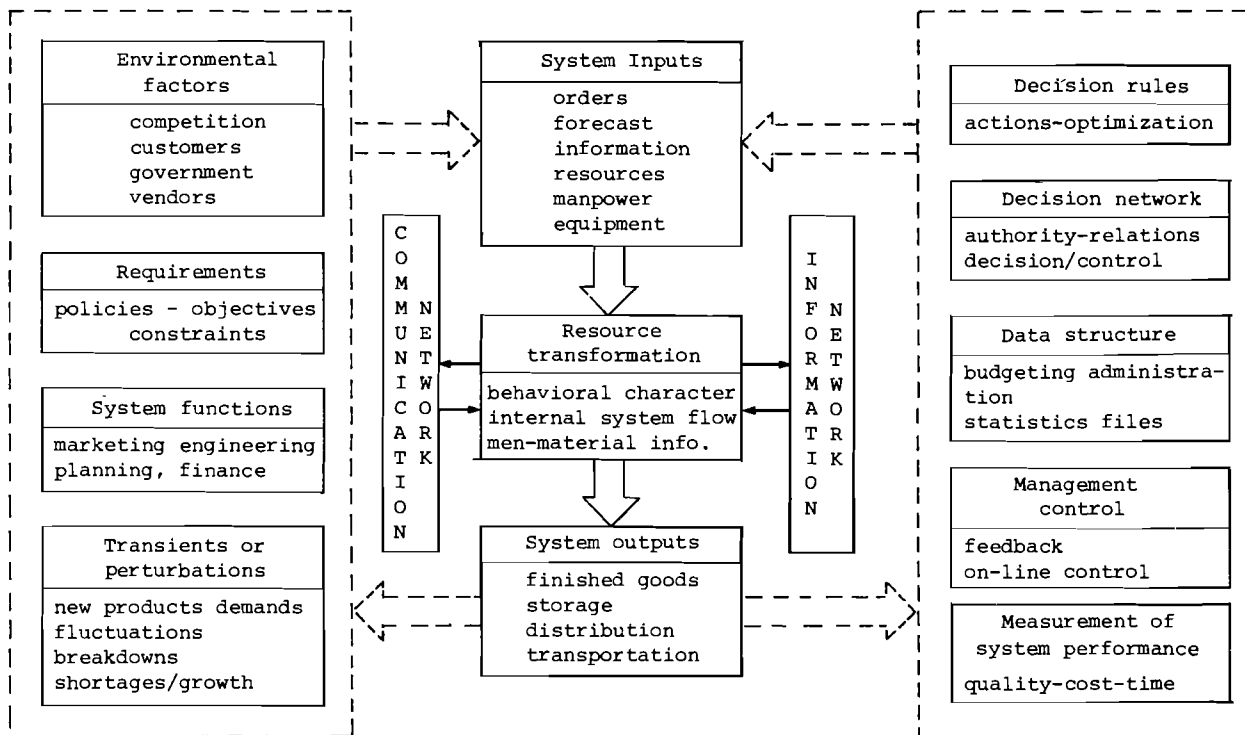 Environmental
factors
competition
customers
government
vendors
Requirements
policies - objectives
constraints
System functions
marketing engineering
planning, finance
Transients or
perturbations
new products demands
fluctuations
breakdowns
shortages/growth
COMMUNICATION
NETWORK
System Inputs
orders
forecast
information
resources
manpower
equipment
Resource
transformation
behavioral character
internal system flow
men-material info.
System outputs
finished goods
storage
distribution
transportation
INFORMATION
NETWORK
Decision rules
actions-optimization
Decision network
authority-relations
decision/control
Data structure
budgeting administra-
tion
statistics files
Management
control
feedback
on-line control
Measurement of
system performance
quality-cost-time